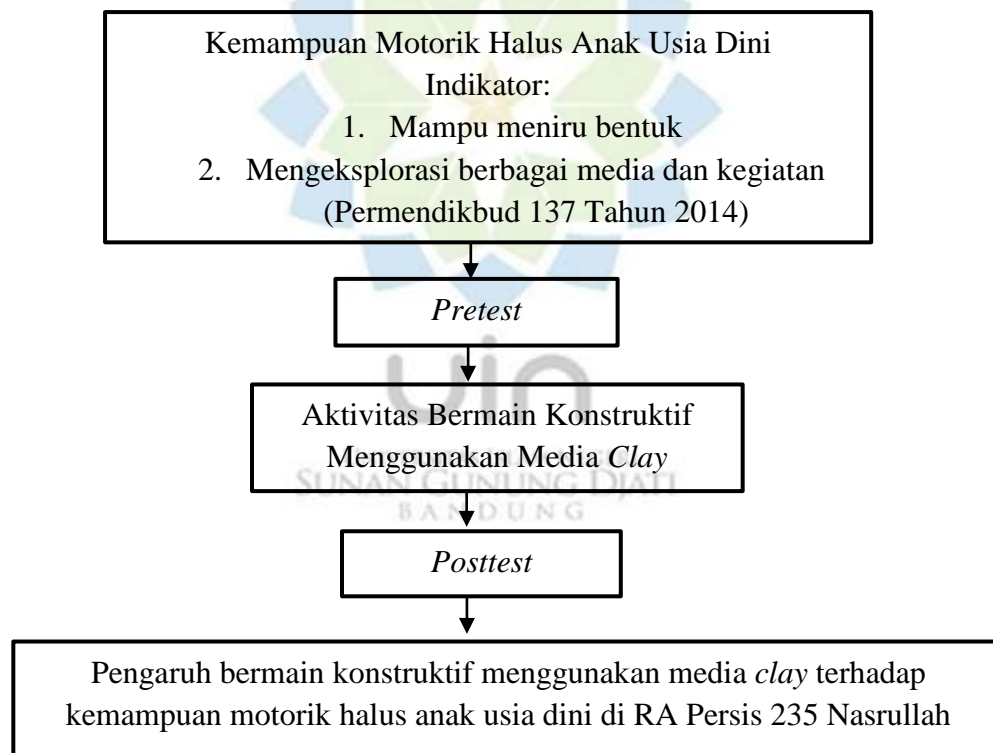 Kemampuan Motorik Halus Anak Usia Dini
Indikator:
1. Mampu meniru bentuk
2. Mengeksplorasi berbagai media dan kegiatan
(Permendikbud 137 Tahun 2014)
Pretest
uin
Aktivitas Bermain Konstruktif
Menggunakan Media Clay
SUNAN GUNUNG DJATI
BANDUNG
Posttest
Pengaruh bermain konstruktif menggunakan media clay terhadap
kemampuan motorik halus anak usia dini di RA Persis 235 Nasrullah